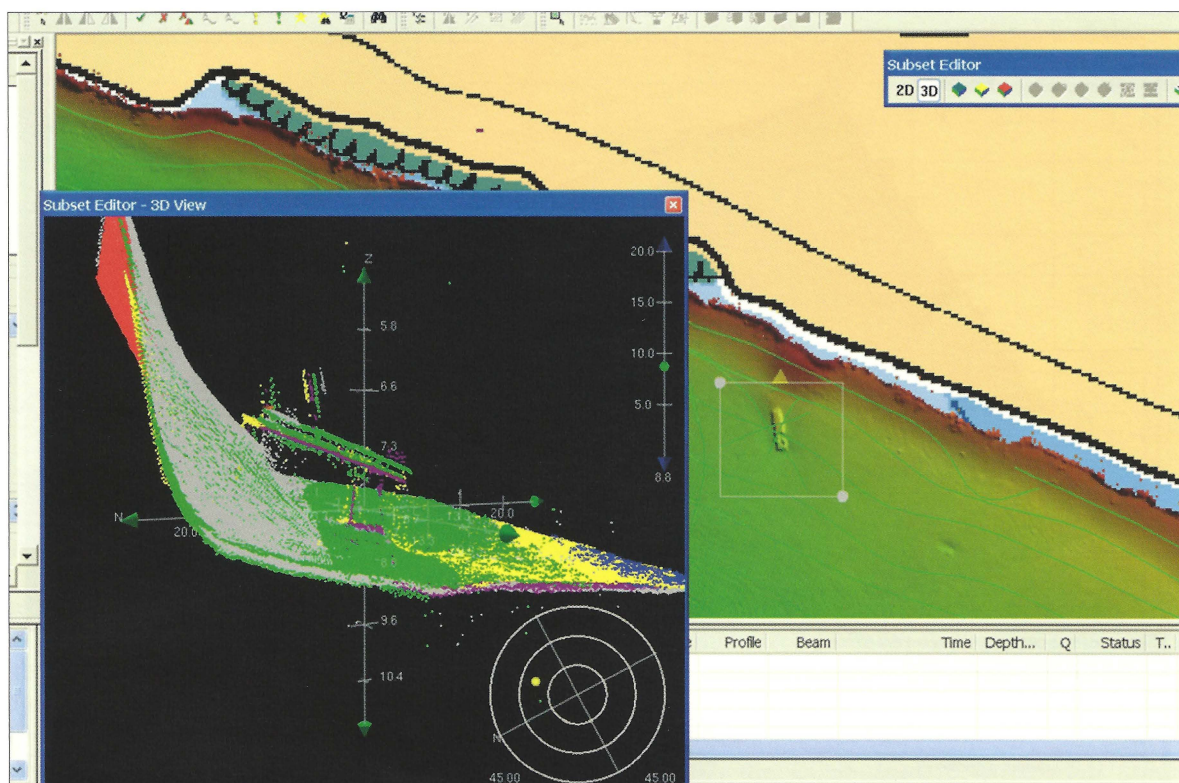 Subset Editor
2D 3D
Subset Editor - 3D View
Z
20.0
5.8
15.0
6.6
10.0
5.0
7.3
8.8
N
20.0
20.0
8.8
9.6
10.4
N
45.00 45.00
Profile Beam Time Depth... Q Status T..